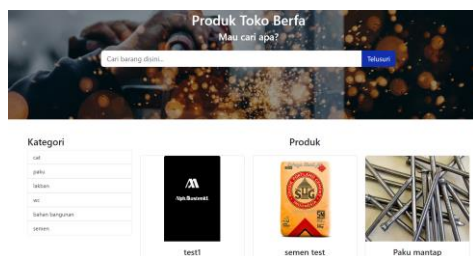 Produk Toko Berfa
Mau cari apa?
Cari barang disini..
Telusuri
Kategori
cat
paku
lakban
wc
bahan bangunan
semen
Produk
SIG
test1
semen test
Paku mantap